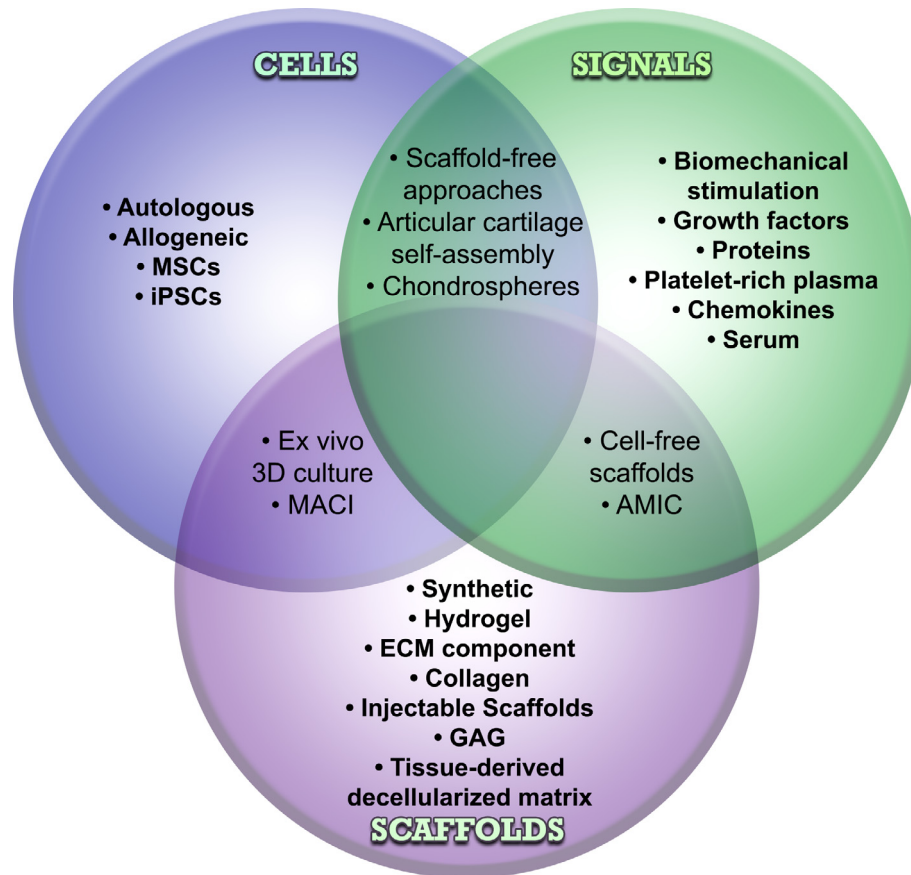 CELLS
SIGNALS
• Autologous
• Allogeneic
• MSCs
• iPSCs
• Scaffold-free
approaches
• Articular cartilage
self-assembly
• Chondrospheres
• Biomechanical
stimulation
• Growth factors
• Proteins
• Platelet-rich plasma
• Chemokines
• Serum
• Ex vivo
3D culture
• MACI
• Cell-free
scaffolds
• AMIC
• Synthetic
• Hydrogel
• ECM component
• Collagen
• Injectable Scaffolds
• GAG
• Tissue-derived
decellularized matrix
SCAFFOLDS